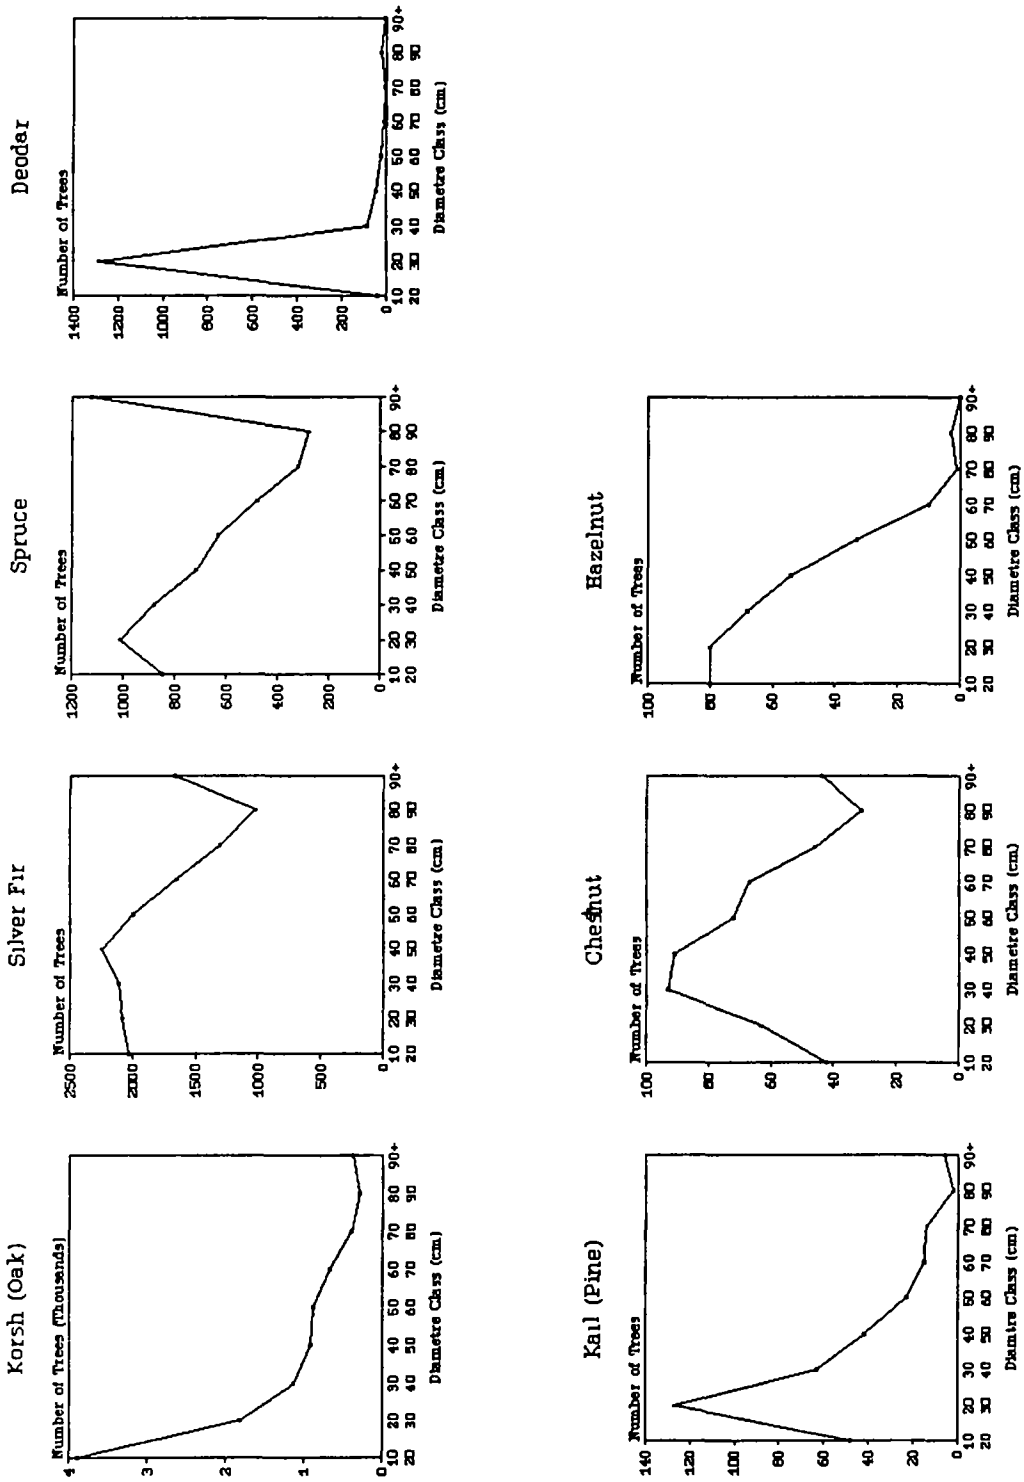 Korsh (Oak)
Number of Trees (Thousands)
4
3
2
1
0
10 20 30 40 50 60 70 80 90+
20 30 40 50 60 70 80 90
Diametre Class (cm)
Silver Fir
Number of Trees
2500
2000
1500
1000
500
0
10 20 30 40 50 60 70 80 90+
20 30 40 50 60 70 80 90
Diametre Class (cm)
Spruce
Number of Trees
1200
1000
800
600
400
200
0
10 20 30 40 50 60 70 80 90+
20 30 40 50 60 70 80 90
Diametre Class (cm)
Deodar
Number of Trees
1400
1200
1000
800
600
400
200
0
10 20 30 40 50 60 70 80 90+
20 30 40 50 60 70 80 90
Diametre Class (cm)
Kail (Pine)
Number of Trees
140
120
100
80
60
40
20
0
10 20 30 40 50 60 70 80 90+
20 30 40 50 60 70 80 90
Diamtre Class (cm)
Chestnut
Number of Trees
100
80
60
40
20
0
10 20 30 40 50 60 70 80 90+
20 30 40 50 60 70 80 90
Diametre Class (cm)
Hazelnut
Number of Trees
100
80
60
40
20
0
10 20 30 40 50 60 70 80 90+
20 30 40 50 60 70 80 90
Diametre Class (cm)